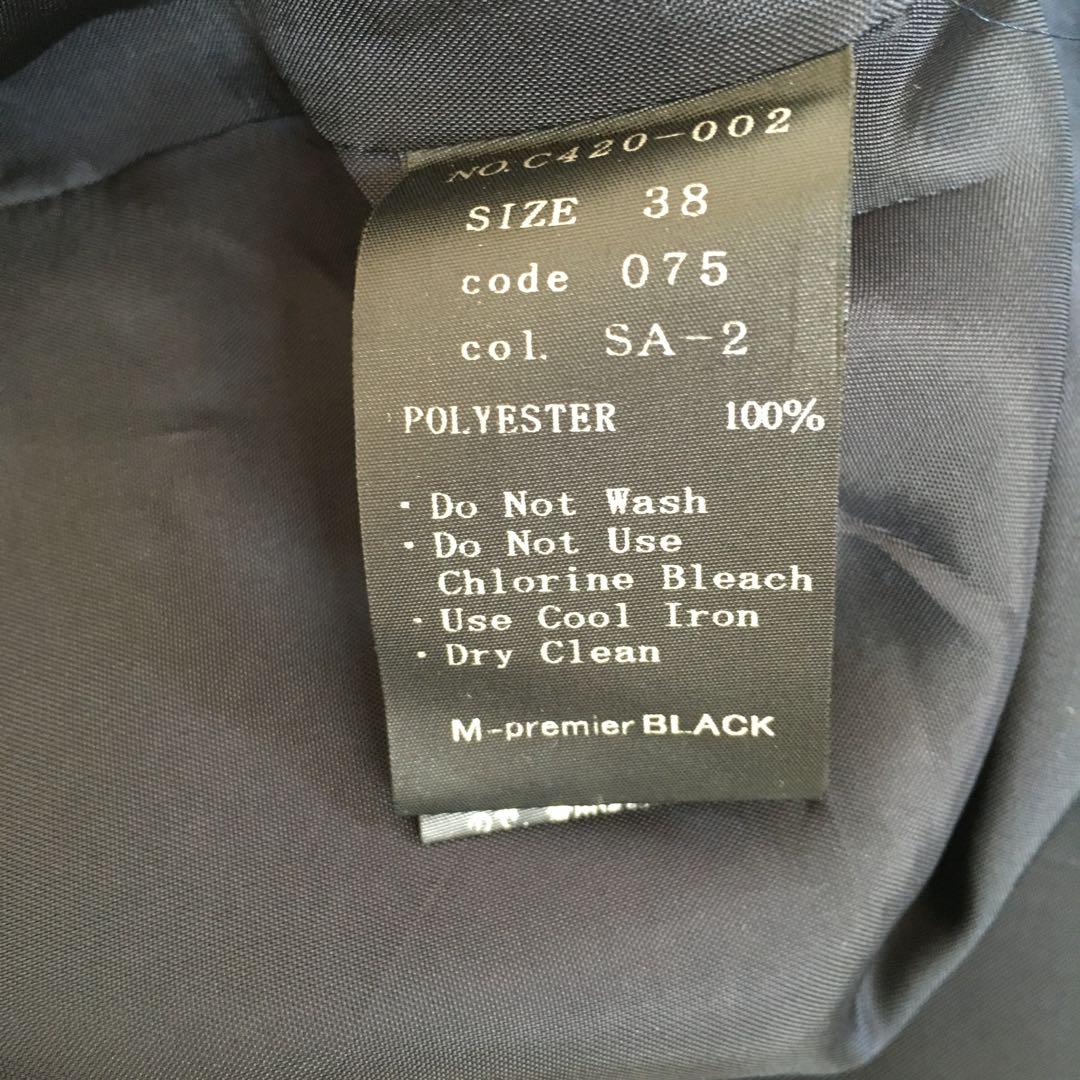 NO. C420-002
SIZE 38
code 075
col. SA-2
POLYESTER 100%
・Do Not Wash
・Do Not Use
Chlorine Bleach
・Use Cool Iron
・Dry Clean
M-premier BLACK